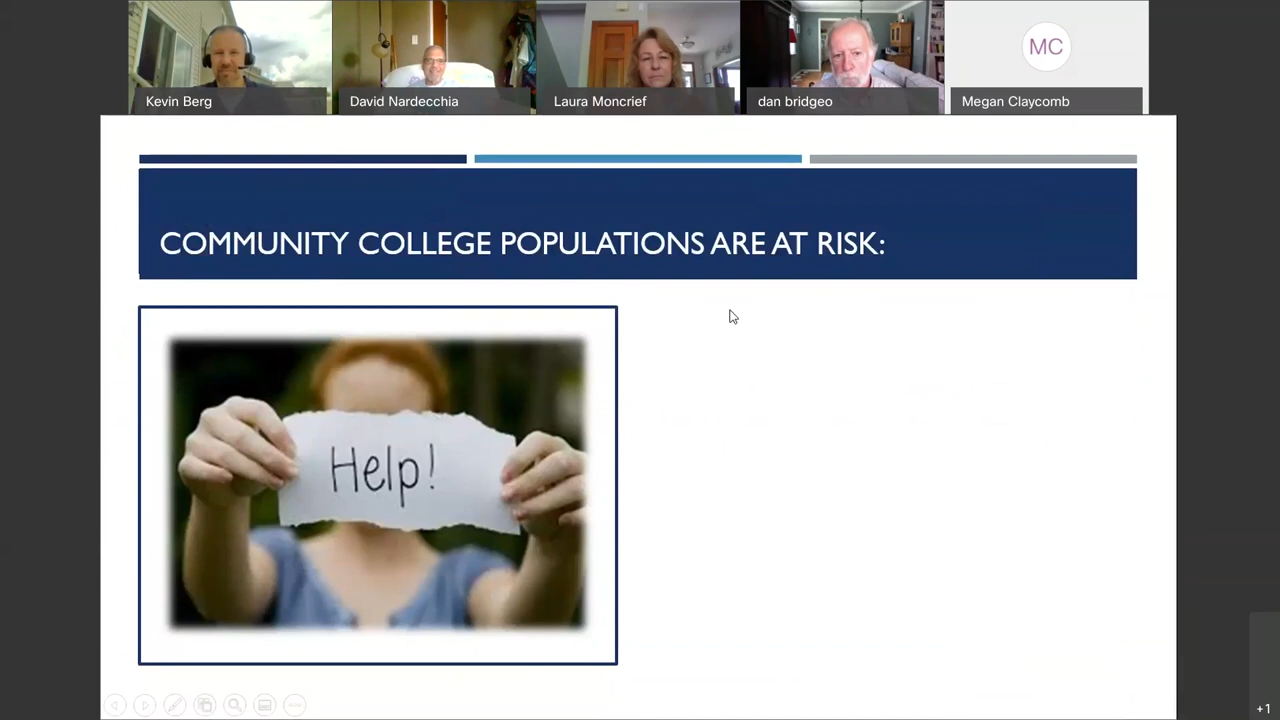 Kevin Berg
David Nardecchia
Laura Moncrief
dan bridgeo
MC
Megan Claycomb
COMMUNITY COLLEGE POPULATIONS ARE AT RISK:
Help!
+1